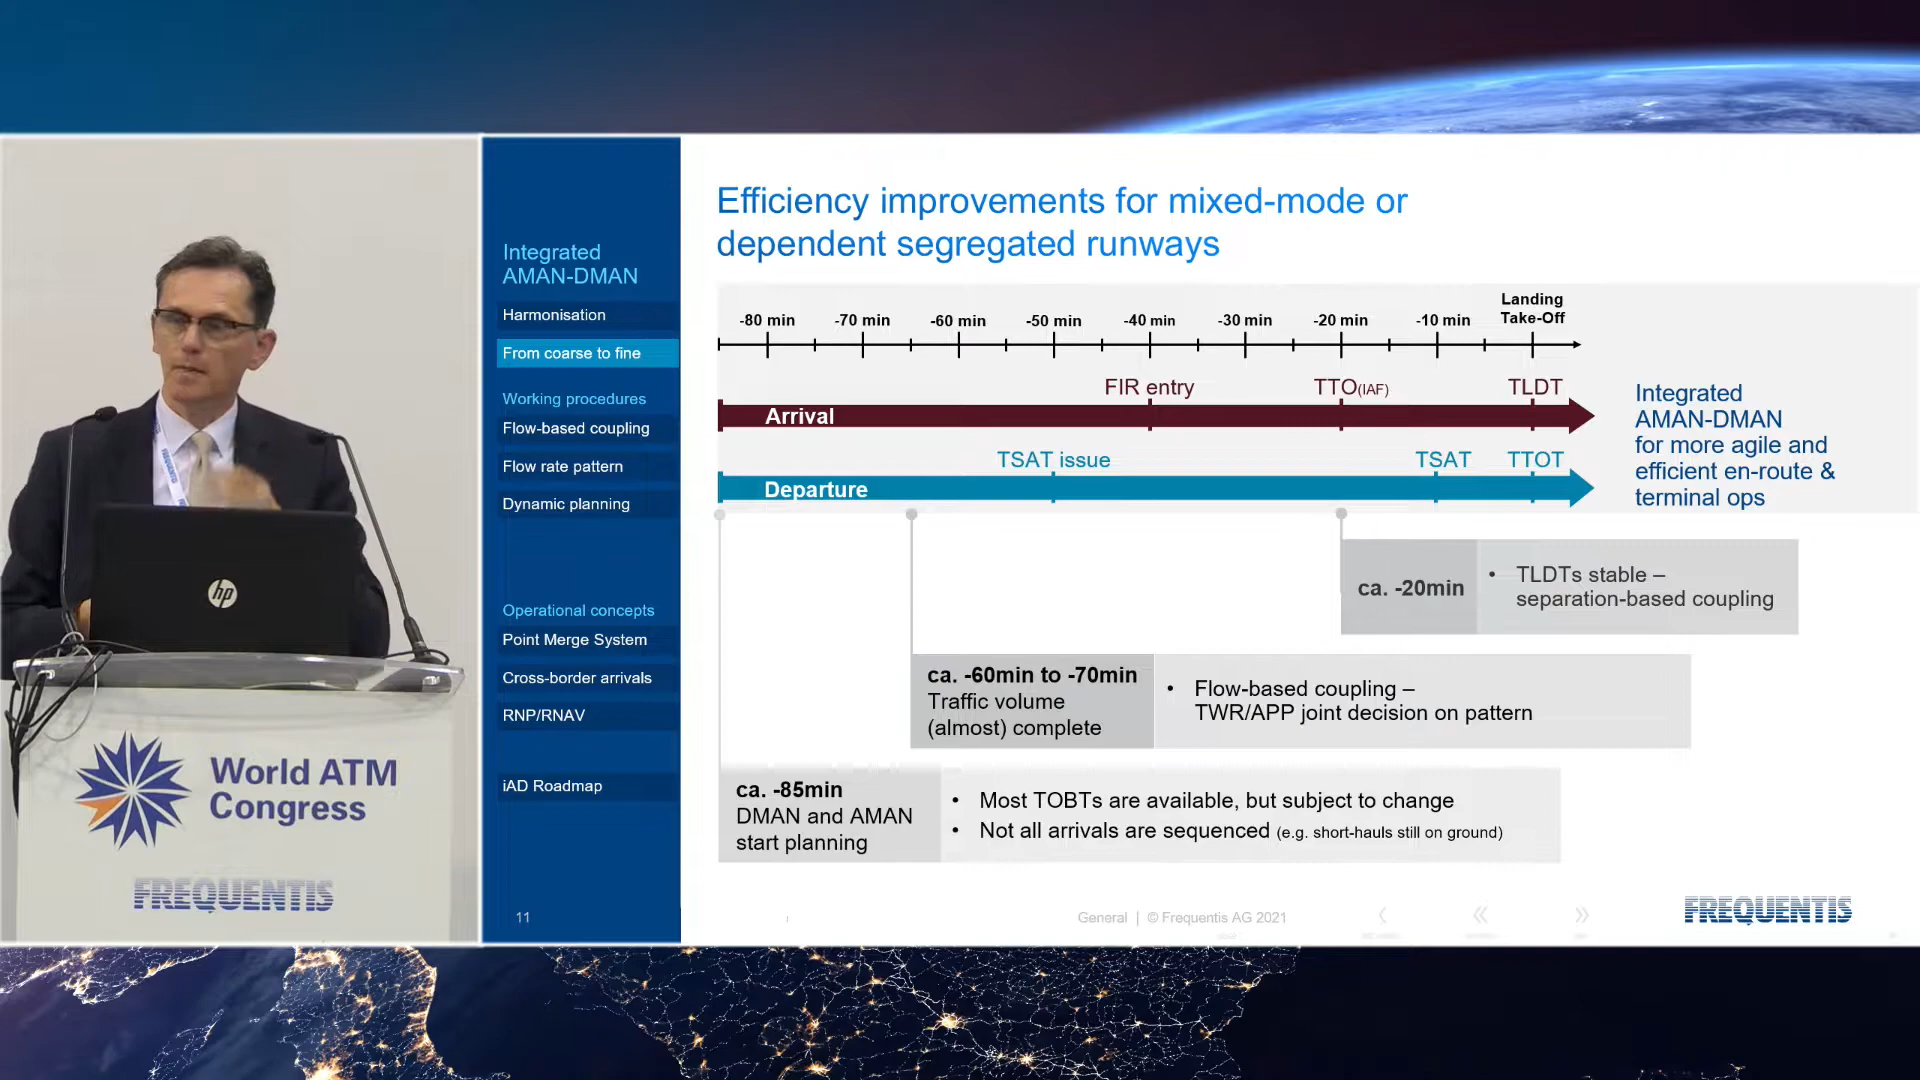 Efficiency improvements for mixed-mode or
dependent segregated runways
Integrated
AMAN-DMAN
Harmonisation
From coarse to fine
Working procedures
Flow-based coupling
Flow rate pattern
Dynamic planning
Operational concepts
Point Merge System
Cross-border arrivals
RNP/RNAV
iAD Roadmap
11
-80 min
-70 min
-60 min
-50 min
-40 min
-30 min
-20 min
-10 min
Landing
Take-Off
FIR entry
TTO(IAF)
TLDT
Arrival
TSAT issue
TSAT
TTOT
Departure
Integrated
AMAN-DMAN
for more agile and
efficient en-route &
terminal ops
ca. -20min
• TLDTs stable –
separation-based coupling
ca. -60min to -70min
Traffic volume
(almost) complete
• Flow-based coupling –
TWR/APP joint decision on pattern
ca. -85min
DMAN and AMAN
start planning
• Most TOBTs are available, but subject to change
• Not all arrivals are sequenced (e.g. short-hauls still on ground)
General | © Frequentis AG 2021
FREQUENTIS
hp
World ATM
Congress
FREQUENTIS
FREQUENTIS